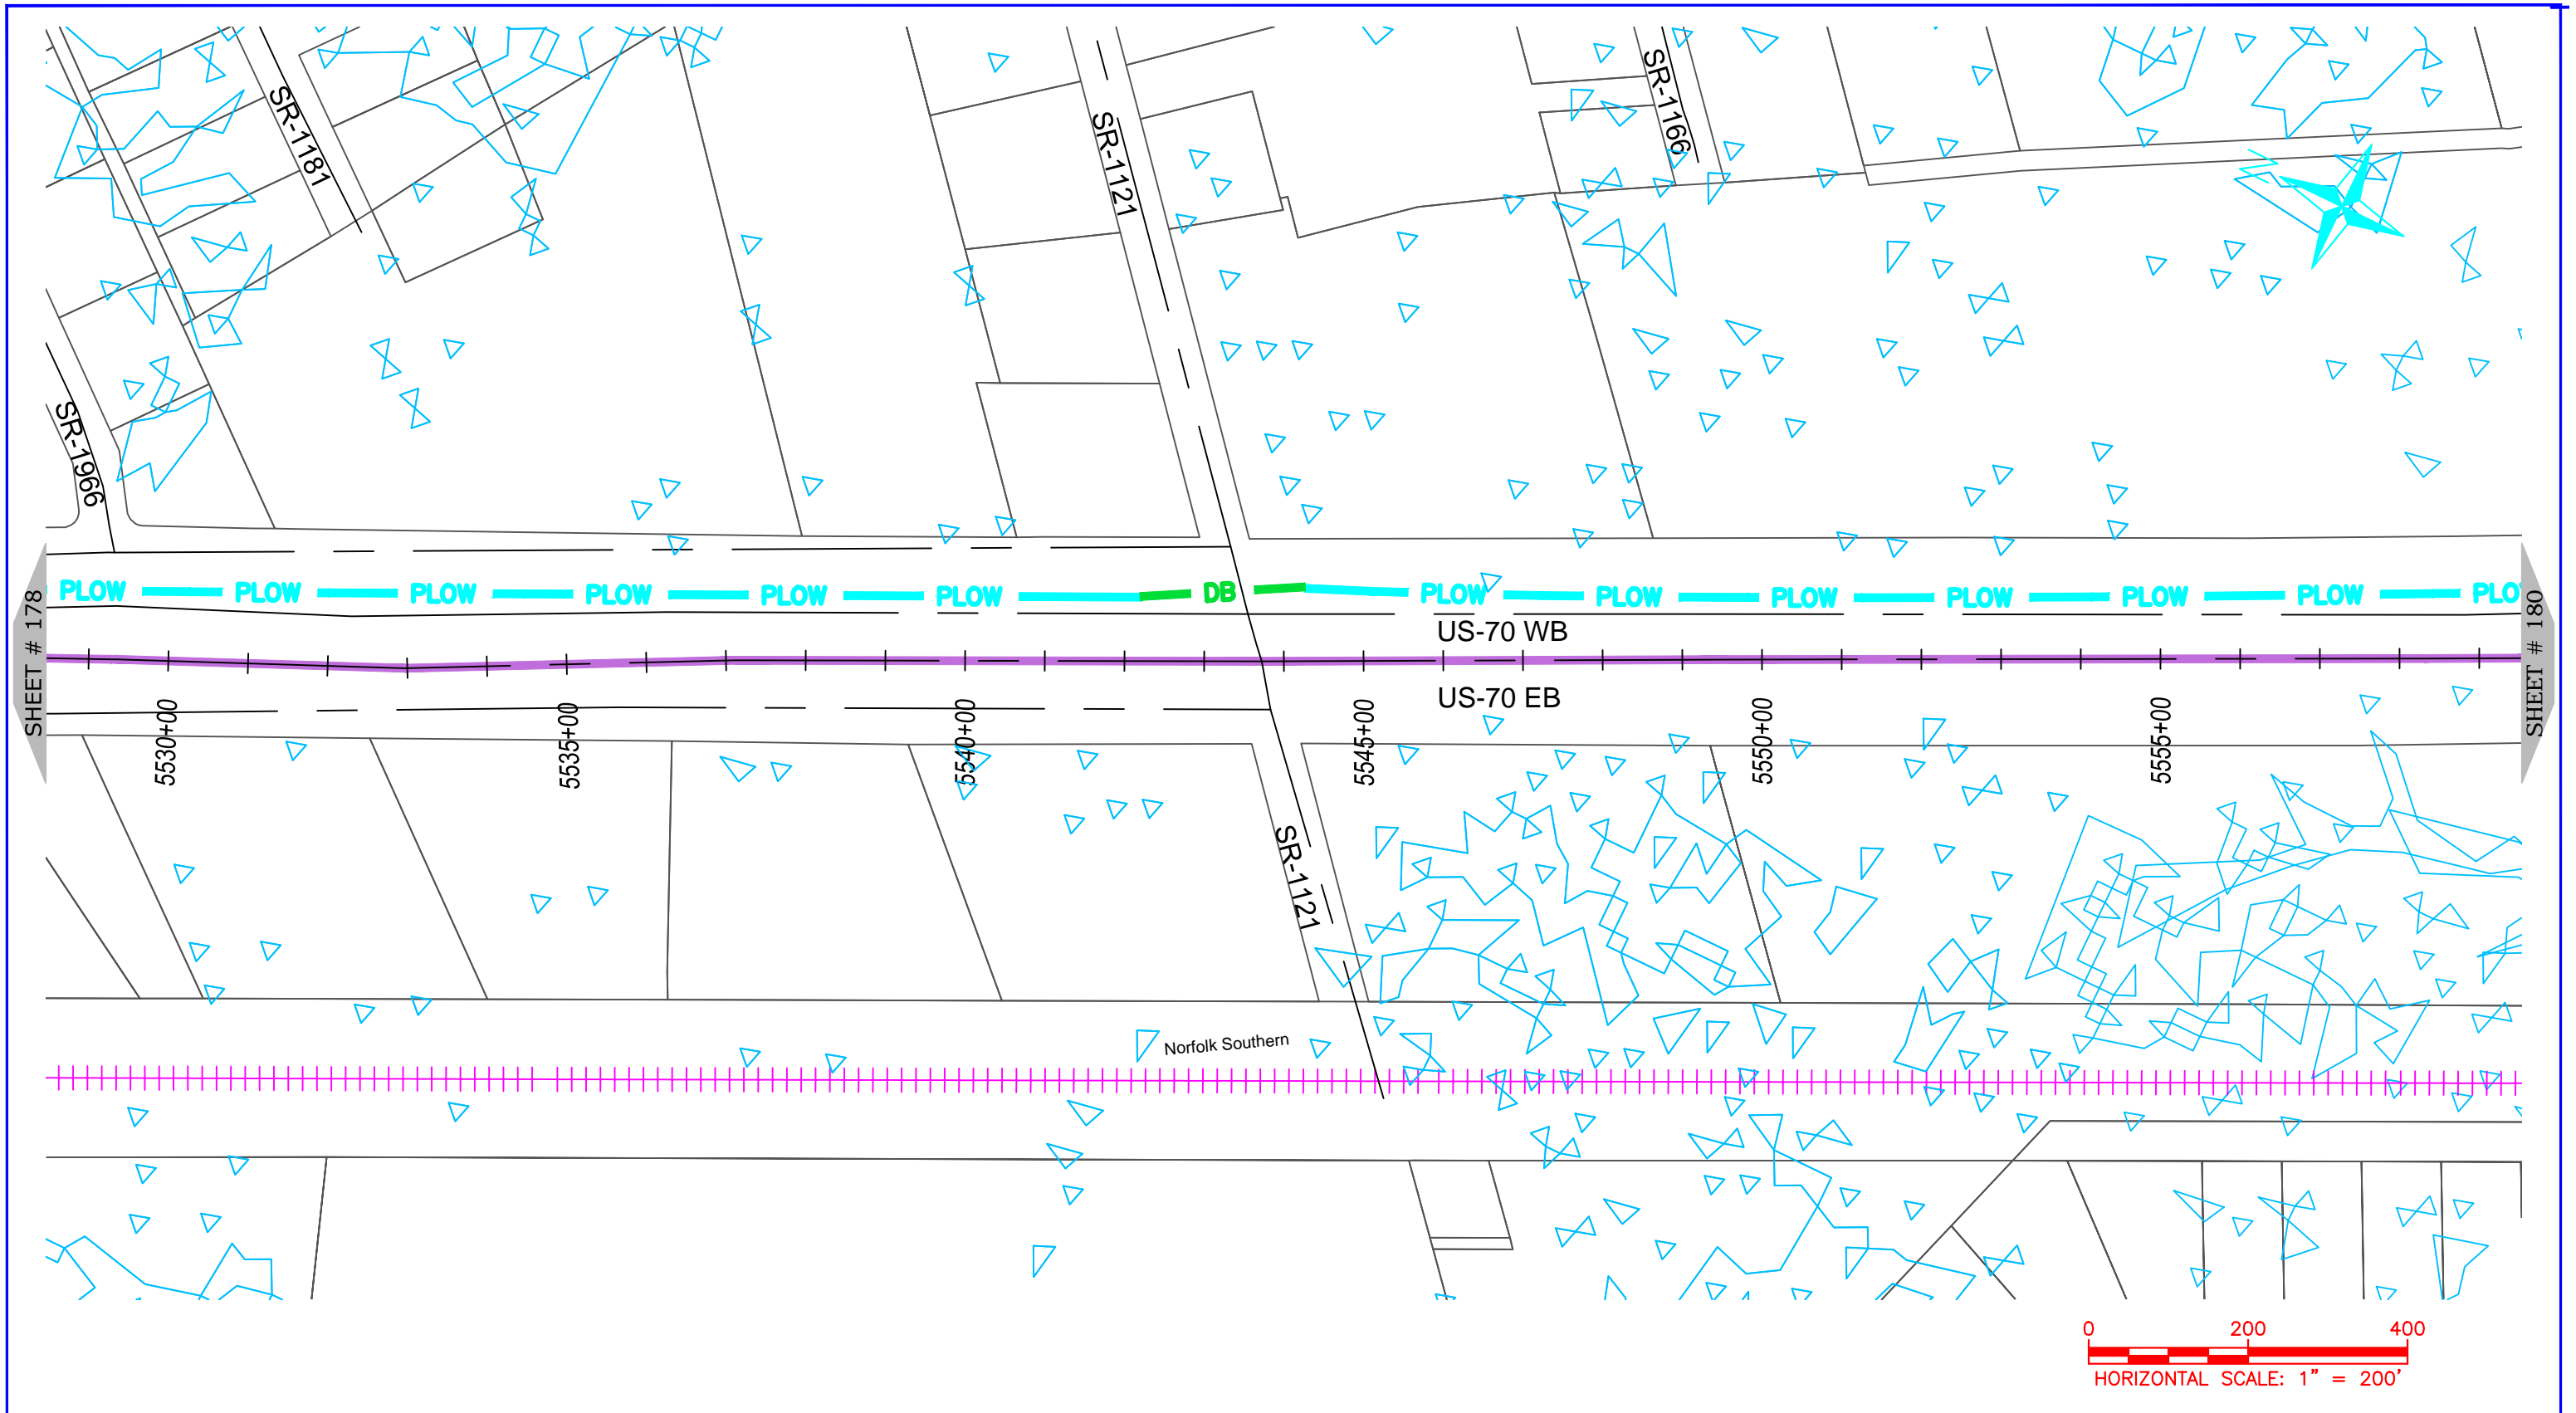 SR-1181
SR-1121
SR-1166
SR-1966
PLOW PLOW PLOW PLOW PLOW PLOW DB PLOW PLOW PLOW PLOW PLOW PLOW PLO
US-70 WB
US-70 EB
SHEET # 178
SHEET # 180
5530+00 5535+00 5540+00 5545+00 5550+00 5555+00
SR-1121
Norfolk Southern
0 200 400
HORIZONTAL SCALE: 1" = 200'